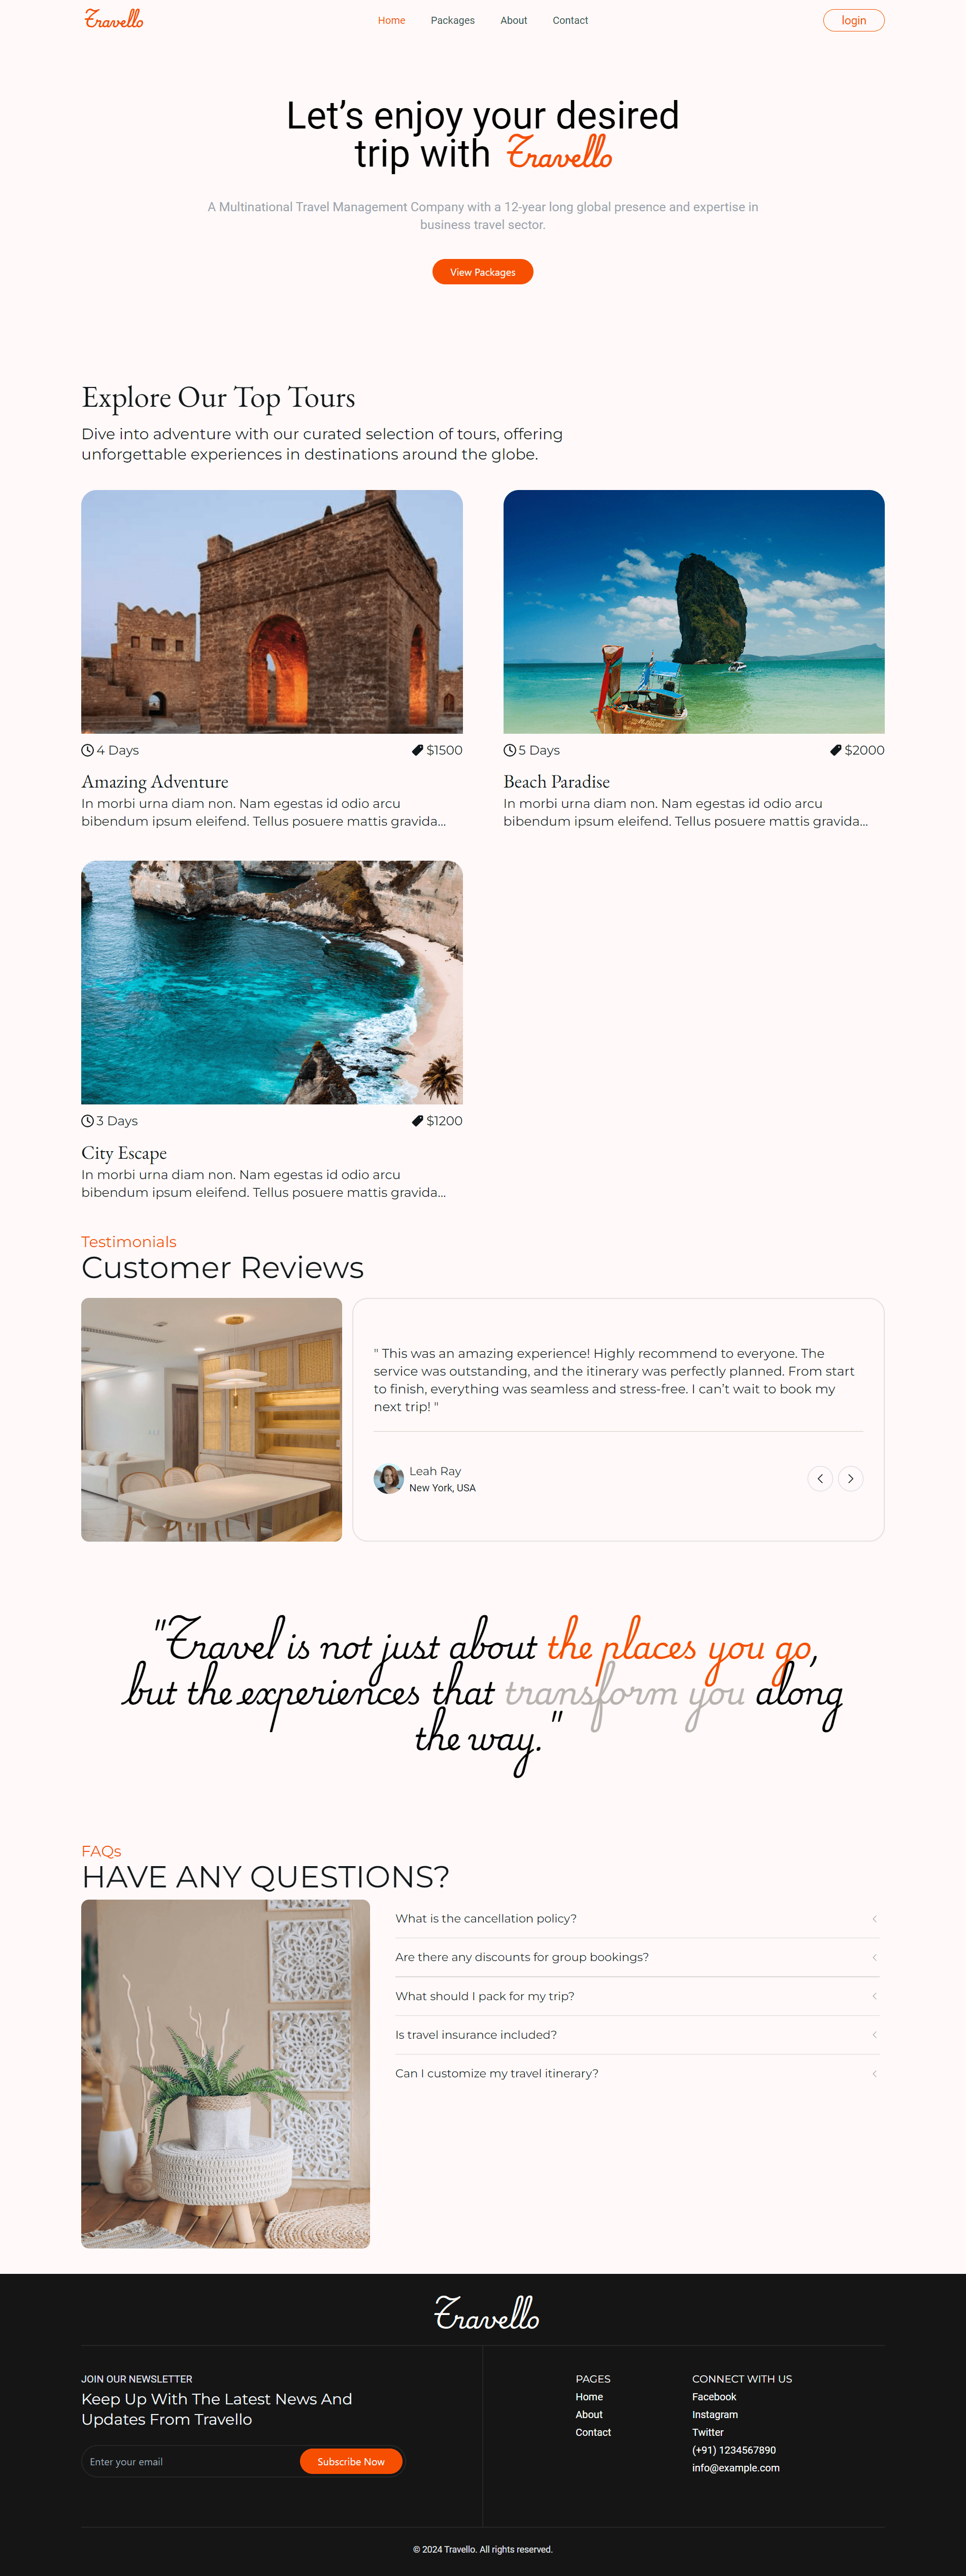 Travello
Home
Packages
About
Contact
login
Let's enjoy your desired
trip with Travello
A Multinational Travel Management Company with a 12-year long global presence and expertise in
business travel sector.
View Packages
Explore Our Top Tours
Dive into adventure with our curated selection of tours, offering
unforgettable experiences in destinations around the globe.
4 Days
$1500
Amazing Adventure
In morbi urna diam non. Nam egestas id odio arcu
bibendum ipsum eleifend. Tellus posuere mattis gravida...
5 Days
$2000
Beach Paradise
In morbi urna diam non. Nam egestas id odio arcu
bibendum ipsum eleifend. Tellus posuere mattis gravida...
3 Days
$1200
City Escape
In morbi urna diam non. Nam egestas id odio arcu
bibendum ipsum eleifend. Tellus posuere mattis gravida...
Testimonials
Customer Reviews
" This was an amazing experience! Highly recommend to everyone. The
service was outstanding, and the itinerary was perfectly planned. From start
to finish, everything was seamless and stress-free. I can't wait to book my
next trip! "
Leah Ray
New York, USA
"Travel is not just about the places you go,
but the experiences that transform you along
the way."
FAQs
HAVE ANY QUESTIONS?
What is the cancellation policy?
Are there any discounts for group bookings?
What should I pack for my trip?
Is travel insurance included?
Can I customize my travel itinerary?
Travello
JOIN OUR NEWSLETTER
Keep Up With The Latest News And
Updates From Travello
Enter your email
Subscribe Now
PAGES
Home
About
Contact
CONNECT WITH US
Facebook
Instagram
Twitter
(+91) 1234567890
info@example.com
© 2024 Travello. All rights reserved.